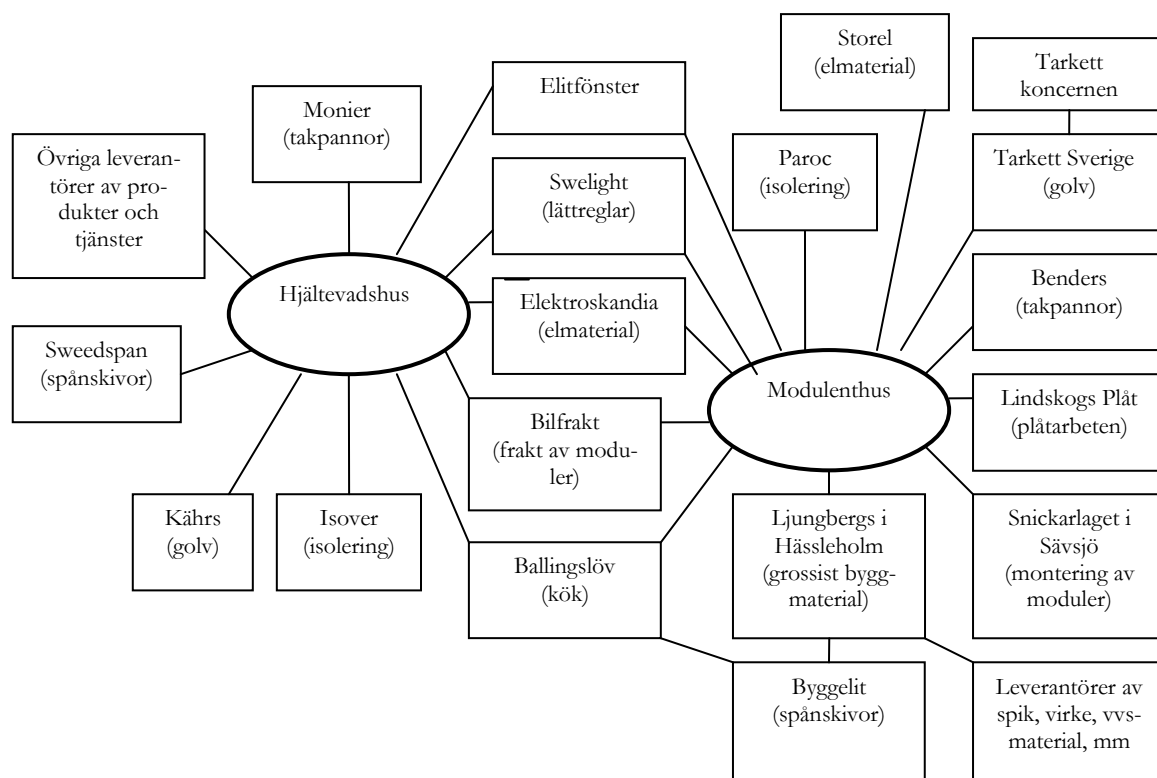 Storel
(elmaterial)
Tarkett
koncernen
Elitfönster
Monier
(takpannor)
Övriga leveran-
törer av pro-
dukter och
tjänster
Swelight
(lättreglar)
Paroc
(isolering)
Tarkett Sverige
(golv)
Hjältevadshus
Elektroskandia
(elmaterial)
Benders
(takpannor)
Sweedspan
(spånskivor)
Modulenthus
Lindskogs Plåt
(plåtarbeten)
Bilfrakt
(frakt av modu-
ler)
Kährs
(golv)
Isover
(isolering)
Ballingslöv
(kök)
Ljungbergs i
Hässleholm
(grossist bygg-
material)
Snickarlaget i
Sävsjö
(montering av
moduler)
Byggelit
(spånskivor)
Leverantörer av
spik, virke, vvs-
material, mm